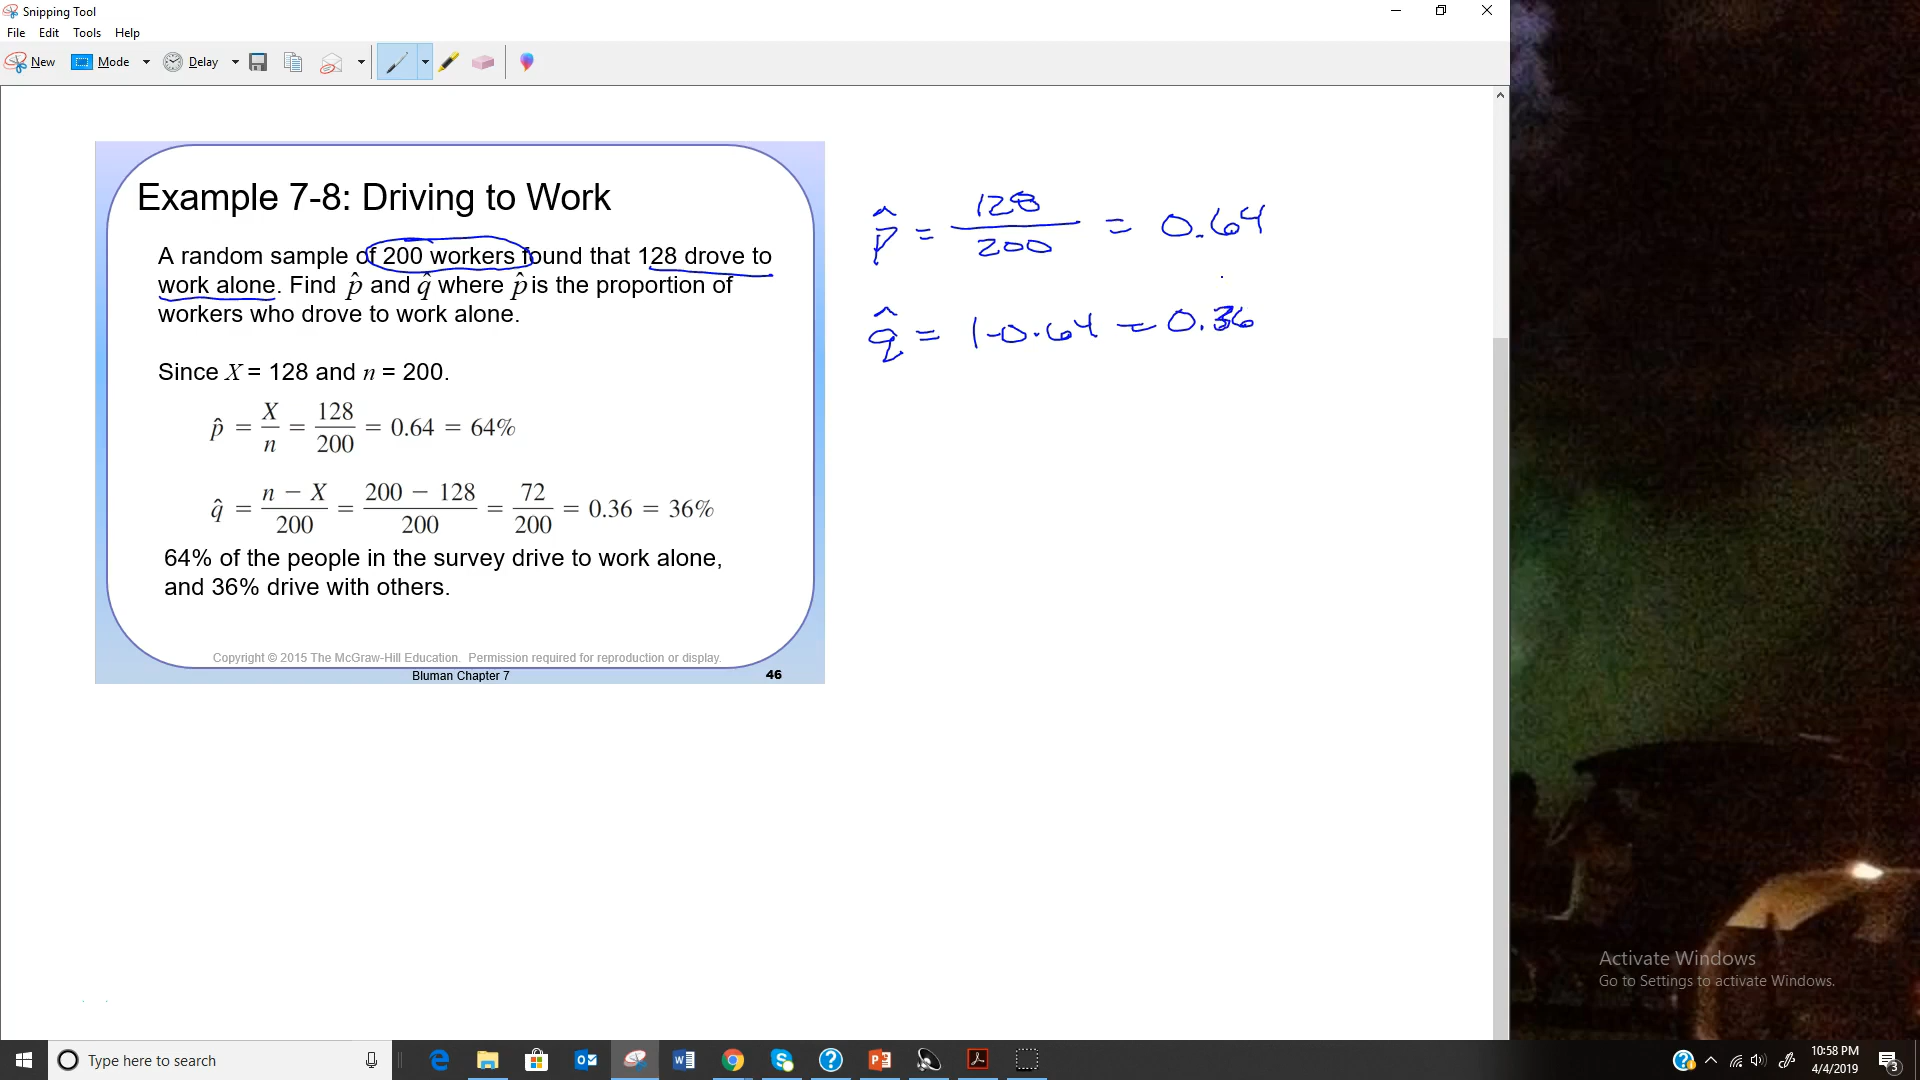 Snipping Tool
File Edit Tools Help
New Mode Delay
Example 7-8: Driving to Work
A random sample of 200 workers found that 128 drove to
work alone. Find p̂ and q̂ where p̂ is the proportion of
workers who drove to work alone.
Since X = 128 and n = 200.
p̂ = X/n = 128/200 = 0.64 = 64%
q̂ = n − X/200 = 200 − 128/200 = 72/200 = 0.36 = 36%
64% of the people in the survey drive to work alone,
and 36% drive with others.
Copyright © 2015 The McGraw-Hill Education. Permission required for reproduction or display.
Bluman Chapter 7
46
p̂ = 128/200 = 0.64
q̂ = 1-0.64 = 0.36
Activate Windows
Go to Settings to activate Windows.
Type here to search
10:58 PM
4/4/2019
3